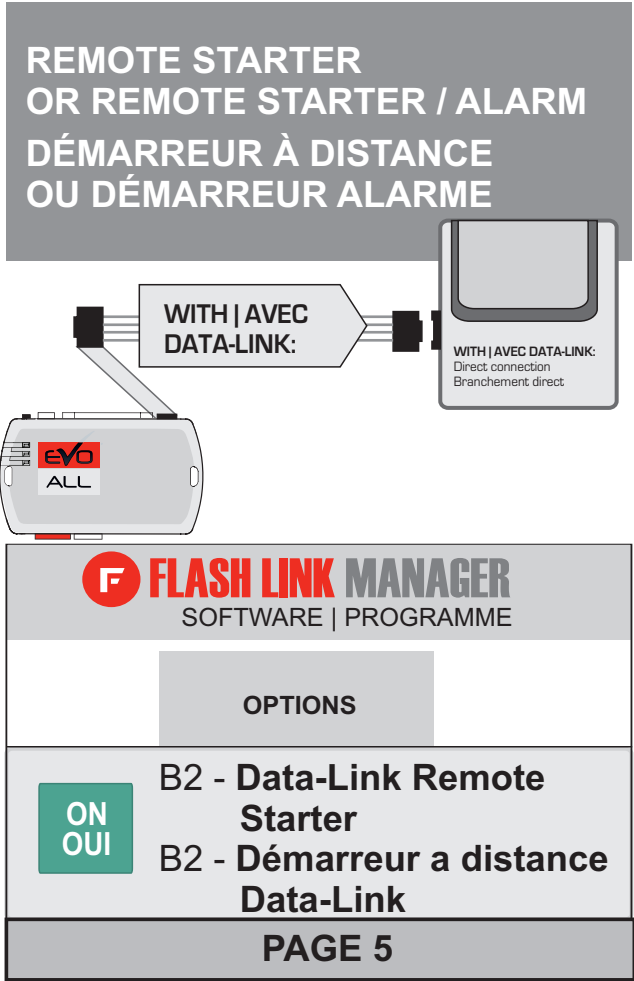 REMOTE STARTER
OR REMOTE STARTER / ALARM
DÉMARREUR À DISTANCE
OU DÉMARREUR ALARME
WITH | AVEC
DATA-LINK:
WITH | AVEC DATA-LINK:
Direct connection
Branchement direct
EVO
ALL
F FLASH LINK MANAGER
SOFTWARE | PROGRAMME
OPTIONS
ON
OUI
B2 - Data-Link Remote
Starter
B2 - Démarreur a distance
Data-Link
PAGE 5